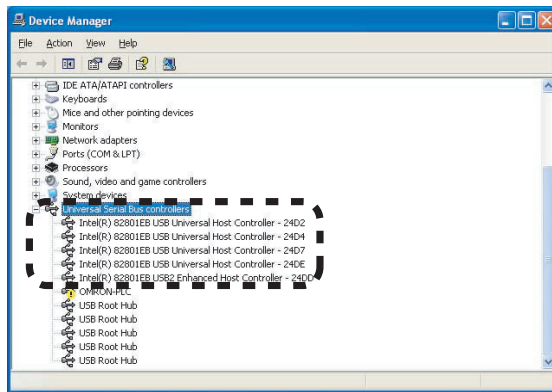 Device Manager
File Action View Help
IDE ATA/ATAPI controllers
Keyboards
Mice and other pointing devices
Monitors
Network adapters
Ports (COM & LPT)
Processors
Sound, video and game controllers
System devices
Universal Serial Bus controllers
Intel(R) 82801EB USB Universal Host Controller - 24D2
Intel(R) 82801EB USB Universal Host Controller - 24D4
Intel(R) 82801EB USB Universal Host Controller - 24D7
Intel(R) 82801EB USB Universal Host Controller - 24DE
Intel(R) 82801EB USB2 Enhanced Host Controller - 24DD
OMRON-PLC
USB Root Hub
USB Root Hub
USB Root Hub
USB Root Hub
USB Root Hub